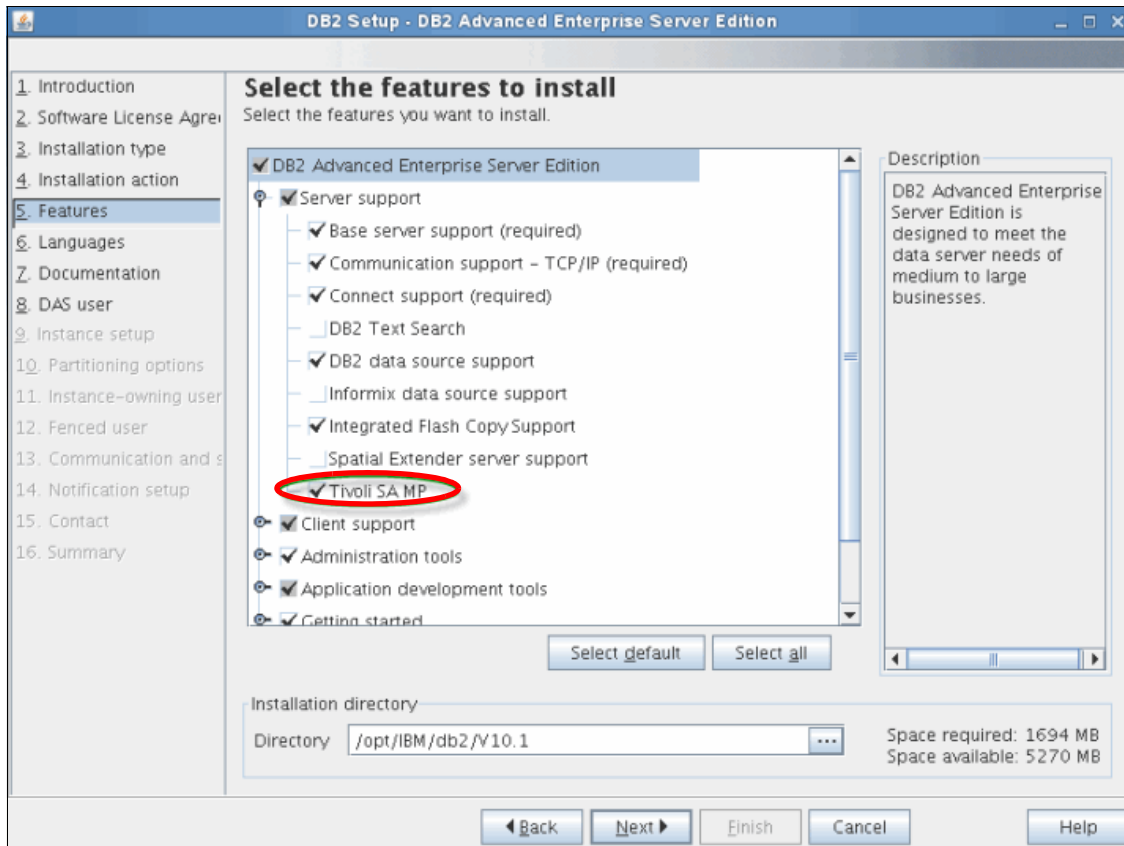 DB2 Setup - DB2 Advanced Enterprise Server Edition
1. Introduction
2. Software License Agre
3. Installation type
4. Installation action
5. Features
6. Languages
7. Documentation
8. DAS user
9. Instance setup
10. Partitioning options
11. Instance-owning user
12. Fenced user
13. Communication and s
14. Notification setup
15. Contact
16. Summary
Select the features to install
Select the features you want to install.
DB2 Advanced Enterprise Server Edition
Server support
Base server support (required)
Communication support - TCP/IP (required)
Connect support (required)
DB2 Text Search
DB2 data source support
Informix data source support
Integrated Flash Copy Support
Spatial Extender server support
Tivoli SA MP
Client support
Administration tools
Application development tools
Getting started
Select default
Select all
Description
DB2 Advanced Enterprise
Server Edition is
designed to meet the
data server needs of
medium to large
businesses.
Installation directory
Directory /opt/IBM/db2/V10.1
...
Space required: 1694 MB
Space available: 5270 MB
Back
Next
Finish
Cancel
Help